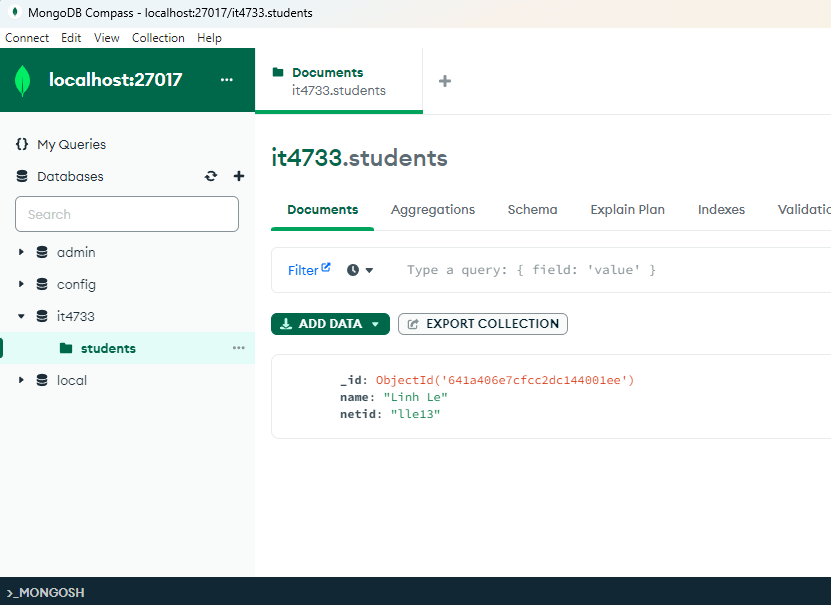 MongoDB Compass - localhost:27017/it4733.students
Connect Edit View Collection Help
localhost:27017 ...
Documents
it4733.students
My Queries
Databases
Search
admin
config
it4733
students ...
local
it4733.students
Documents Aggregations Schema Explain Plan Indexes Validatio
Filter Type a query: { field: 'value' }
ADD DATA EXPORT COLLECTION
_id: ObjectId('641a406e7cfcc2dc144001ee')
name: "Linh Le"
netid: "lle13"
>_MONGOSH